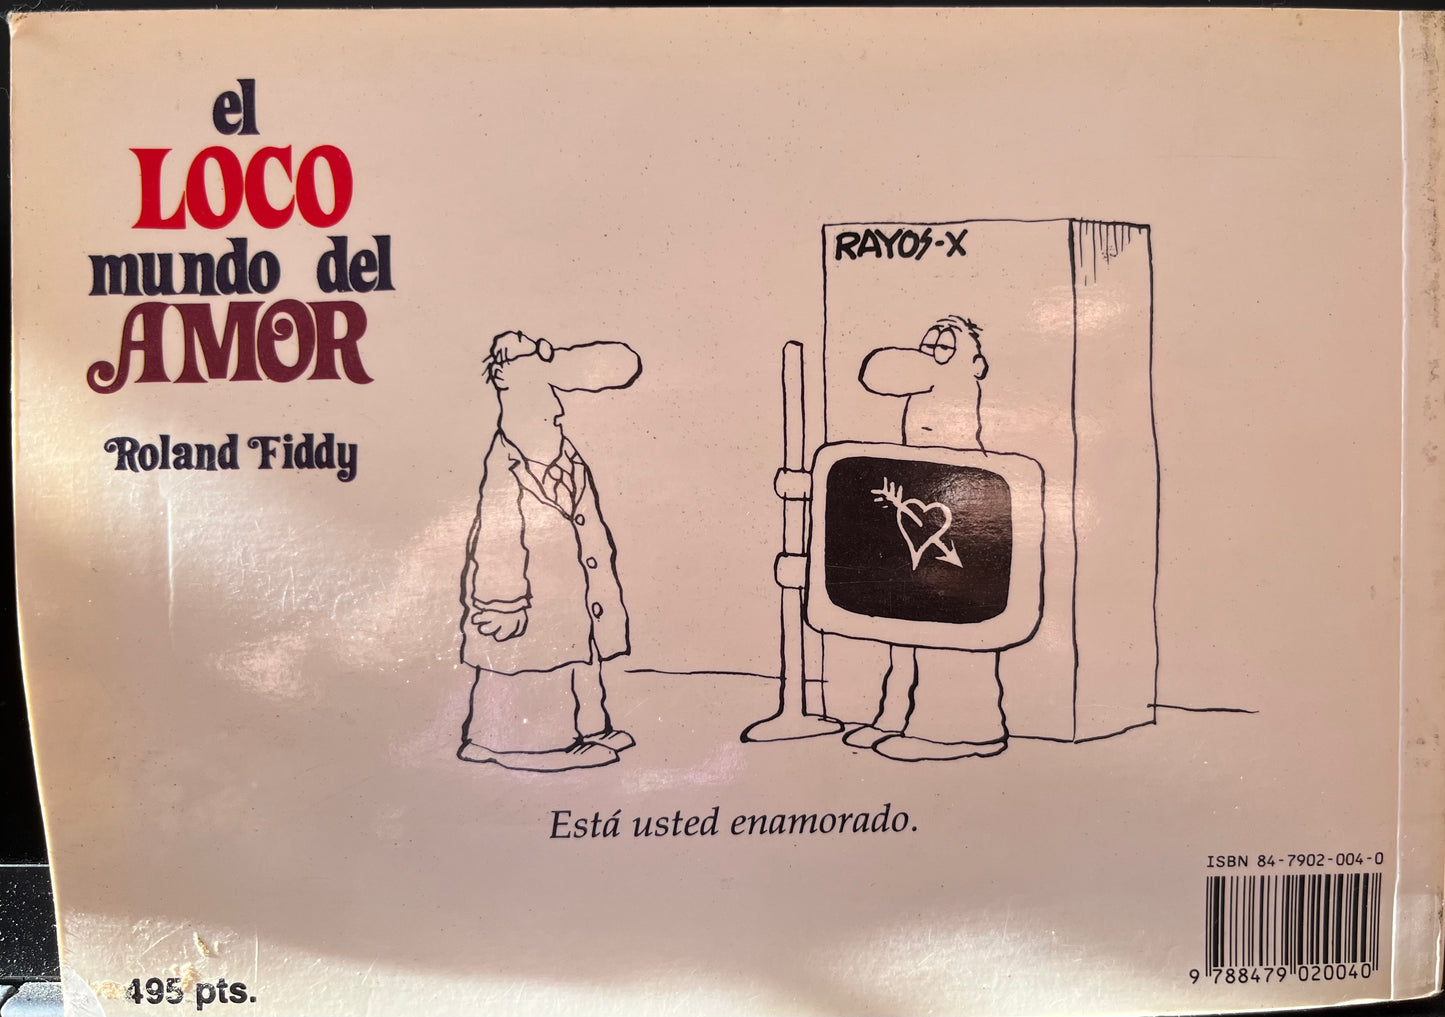 el
LOCO
mundo del
AMOR
Roland Fiddy
RAYOS-X
Está usted enamorado.
ISBN 84-7902-004-0
9 788479 020040
495 pts.